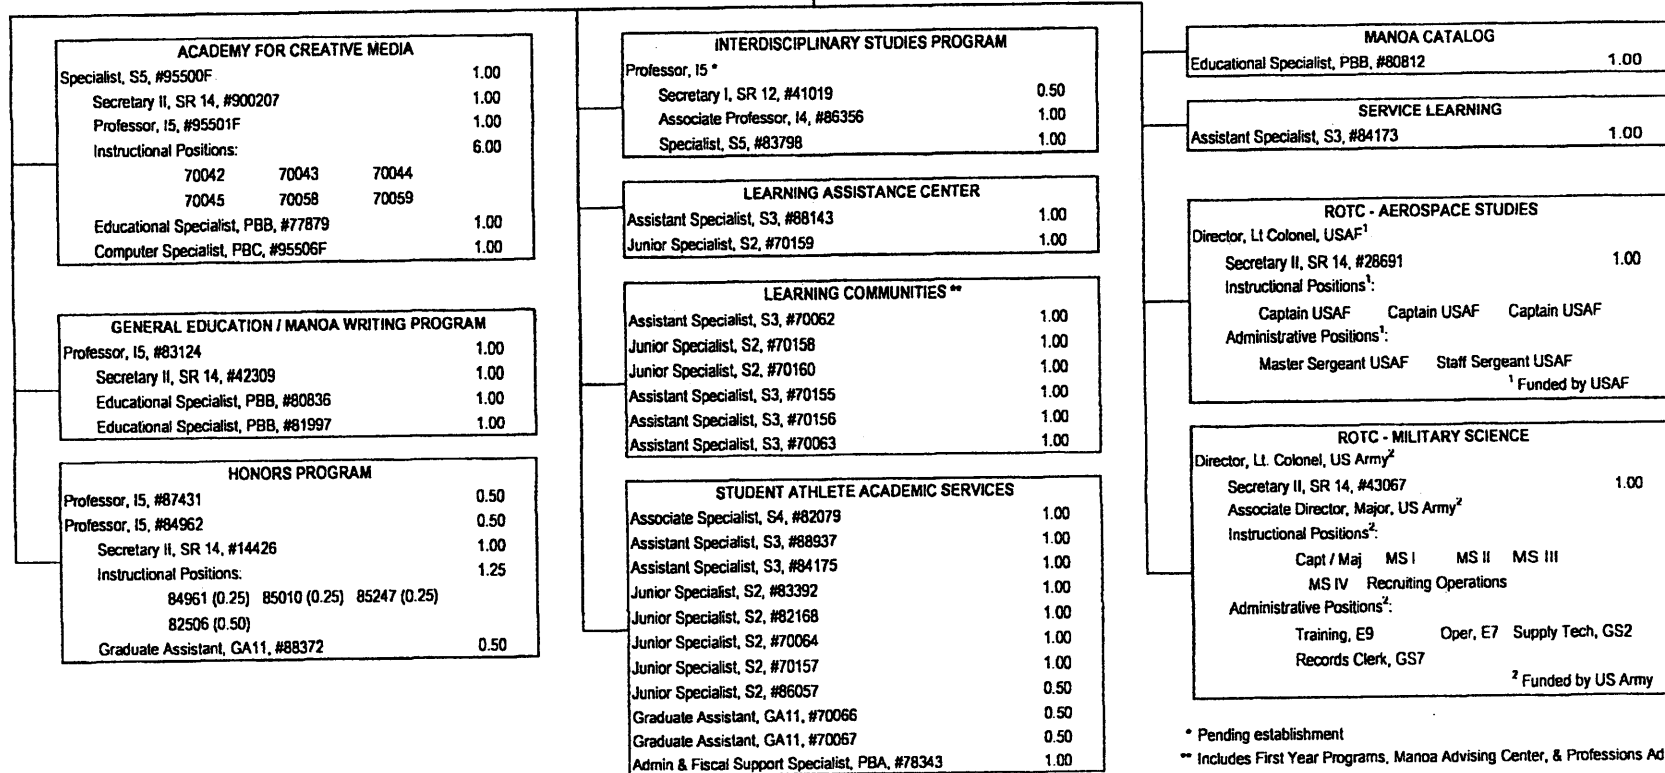 ACADEMY FOR CREATIVE MEDIA
Specialist, S5, #95500F 1.00
Secretary II, SR 14, #900207 1.00
Professor, I5, #95501F 1.00
Instructional Positions: 6.00
70042 70043 70044
70045 70058 70059
Educational Specialist, PBB, #77879 1.00
Computer Specialist, PBC, #95506F 1.00
GENERAL EDUCATION / MANOA WRITING PROGRAM
Professor, I5, #83124 1.00
Secretary II, SR 14, #42309 1.00
Educational Specialist, PBB, #80836 1.00
Educational Specialist, PBB, #81997 1.00
HONORS PROGRAM
Professor, I5, #87431 0.50
Professor, I5, #84962 0.50
Secretary II, SR 14, #14426 1.00
Instructional Positions: 1.25
84961 (0.25) 85010 (0.25) 85247 (0.25)
82506 (0.50)
Graduate Assistant, GA11, #88372 0.50
INTERDISCIPLINARY STUDIES PROGRAM
Professor, I5 *
Secretary I, SR 12, #41019 0.50
Associate Professor, I4, #86356 1.00
Specialist, S5, #83798 1.00
LEARNING ASSISTANCE CENTER
Assistant Specialist, S3, #88143 1.00
Junior Specialist, S2, #70159 1.00
LEARNING COMMUNITIES **
Assistant Specialist, S3, #70062 1.00
Junior Specialist, S2, #70158 1.00
Junior Specialist, S2, #70160 1.00
Assistant Specialist, S3, #70155 1.00
Assistant Specialist, S3, #70156 1.00
Assistant Specialist, S3, #70063 1.00
STUDENT ATHLETE ACADEMIC SERVICES
Associate Specialist, S4, #82079 1.00
Assistant Specialist, S3, #88937 1.00
Assistant Specialist, S3, #84175 1.00
Junior Specialist, S2, #83392 1.00
Junior Specialist, S2, #82168 1.00
Junior Specialist, S2, #70064 1.00
Junior Specialist, S2, #70157 1.00
Junior Specialist, S2, #86057 0.50
Graduate Assistant, GA11, #70066 0.50
Graduate Assistant, GA11, #70067 0.50
Admin & Fiscal Support Specialist, PBA, #78343 1.00
MANOA CATALOG
Educational Specialist, PBB, #80812 1.00
SERVICE LEARNING
Assistant Specialist, S3, #84173 1.00
ROTC - AEROSPACE STUDIES
Director, Lt Colonel, USAF¹
Secretary II, SR 14, #28691 1.00
Instructional Positions¹:
Captain USAF Captain USAF Captain USAF
Administrative Positions¹:
Master Sergeant USAF Staff Sergeant USAF
¹ Funded by USAF
ROTC - MILITARY SCIENCE
Director, Lt. Colonel, US Army²
Secretary II, SR 14, #43067 1.00
Associate Director, Major, US Army²
Instructional Positions²:
Capt / Maj MS I MS II MS III
MS IV Recruiting Operations
Administrative Positions²:
Training, E9 Oper, E7 Supply Tech, GS2
Records Clerk, GS7
² Funded by US Army
* Pending establishment
** Includes First Year Programs, Manoa Advising Center, & Professions Ad